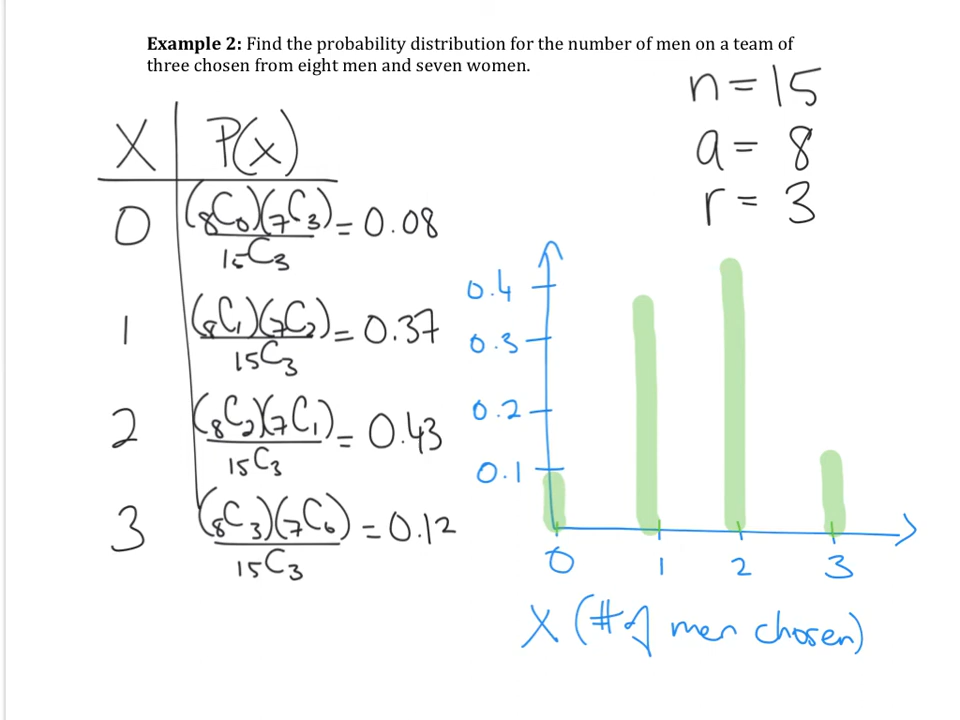 Example 2: Find the probability distribution for the number of men on a team of
three chosen from eight men and seven women.
n = 15
a = 8
r = 3
X P(x)
0 (8C0)(7C3) / 15C3 = 0.08
1 (8C1)(7C2) / 15C3 = 0.37
2 (8C2)(7C1) / 15C3 = 0.43
3 (8C3)(7C0) / 15C3 = 0.12
0.4
0.3
0.2
0.1
0 1 2 3
X (# of men chosen)